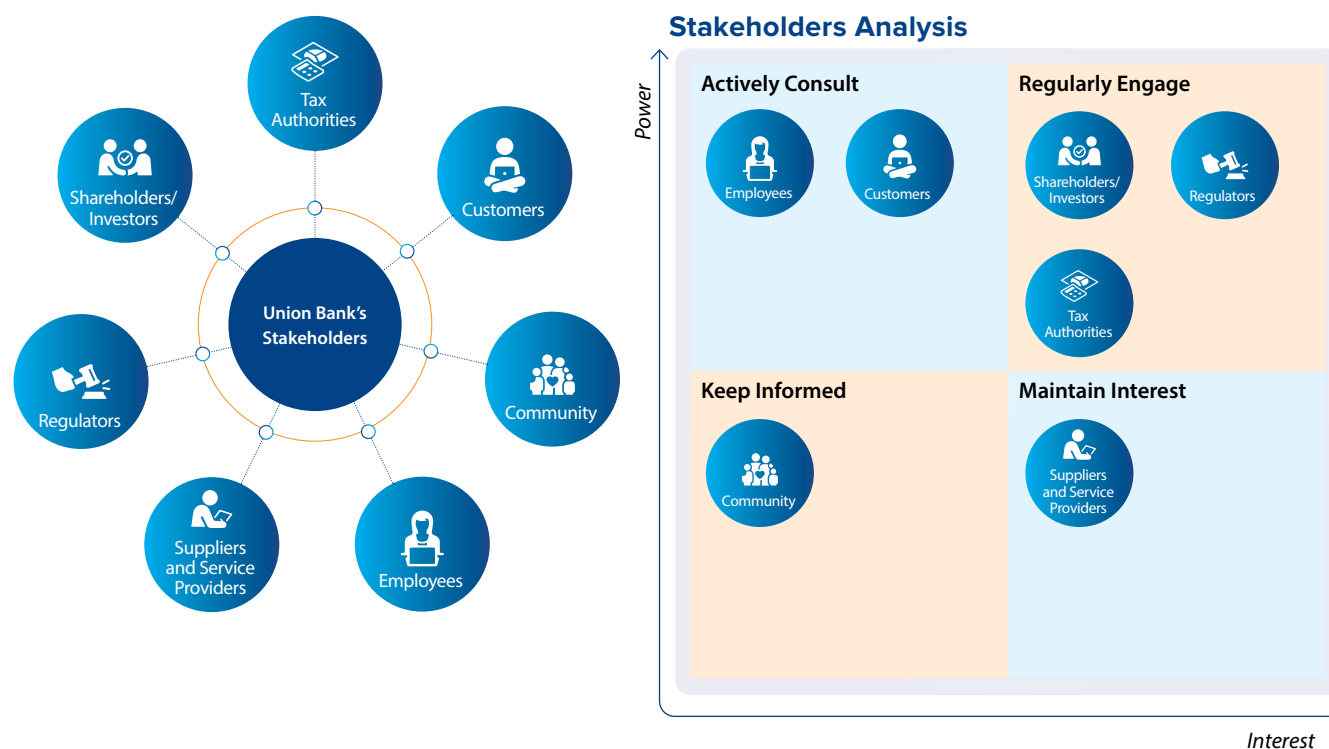 Tax
Authorities
Shareholders/
Investors
Customers
Union Bank's
Stakeholders
Regulators
Community
Suppliers
and Service
Providers
Employees
Stakeholders Analysis
Power
Actively Consult
Employees
Customers
Regularly Engage
Shareholders/
Investors
Regulators
Tax
Authorities
Keep Informed
Community
Maintain Interest
Suppliers
and Service
Providers
Interest